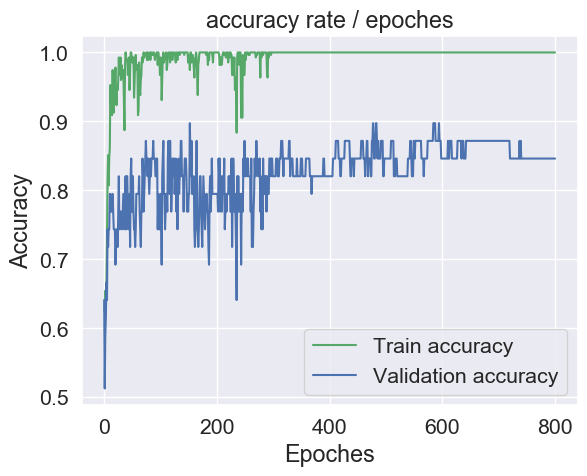 accuracy rate / epoches
1.0
0.9
0.8
0.7
0.6
0.5
Accuracy
Train accuracy
Validation accuracy
0 200 400 600 800
Epoches